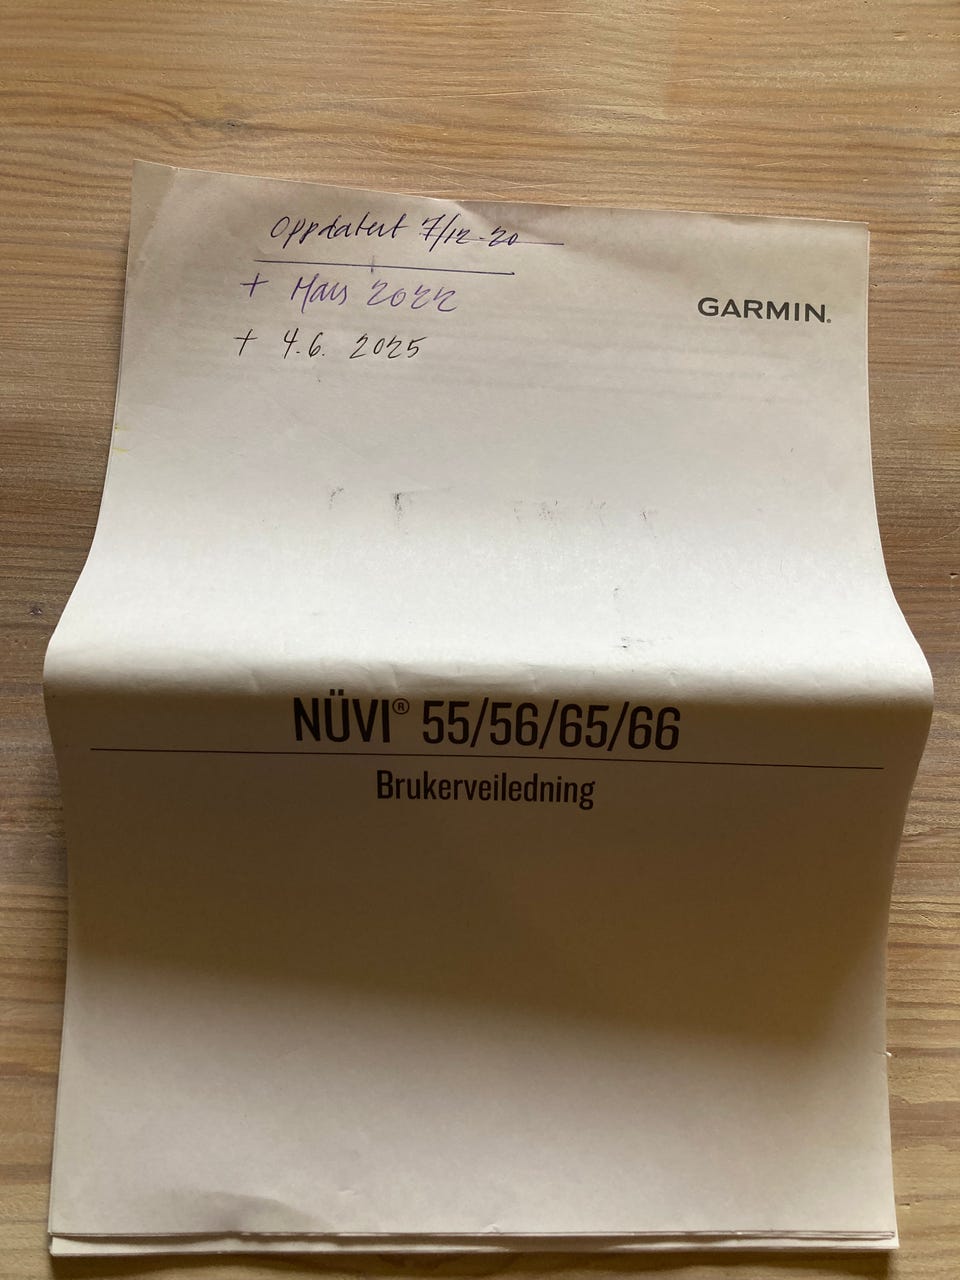 Oppdatert 7/12-20
+ Mars 2022
+ 4.6. 2025
GARMIN®
NÜVI® 55/56/65/66
Brukerveiledning